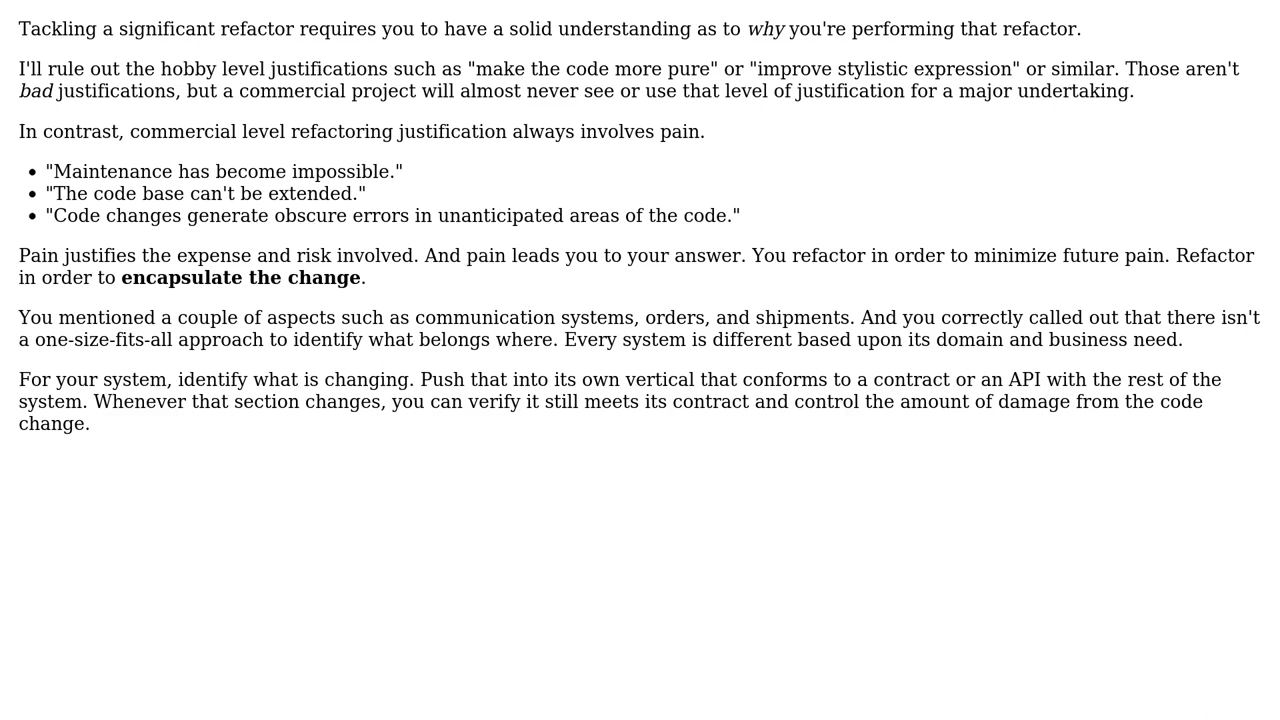 Tackling a significant refactor requires you to have a solid understanding as to why you're performing that refactor.
I'll rule out the hobby level justifications such as "make the code more pure" or "improve stylistic expression" or similar. Those aren't
bad justifications, but a commercial project will almost never see or use that level of justification for a major undertaking.
In contrast, commercial level refactoring justification always involves pain.
• "Maintenance has become impossible."
• "The code base can't be extended."
• "Code changes generate obscure errors in unanticipated areas of the code."
Pain justifies the expense and risk involved. And pain leads you to your answer. You refactor in order to minimize future pain. Refactor
in order to encapsulate the change.
You mentioned a couple of aspects such as communication systems, orders, and shipments. And you correctly called out that there isn't
a one-size-fits-all approach to identify what belongs where. Every system is different based upon its domain and business need.
For your system, identify what is changing. Push that into its own vertical that conforms to a contract or an API with the rest of the
system. Whenever that section changes, you can verify it still meets its contract and control the amount of damage from the code
change.